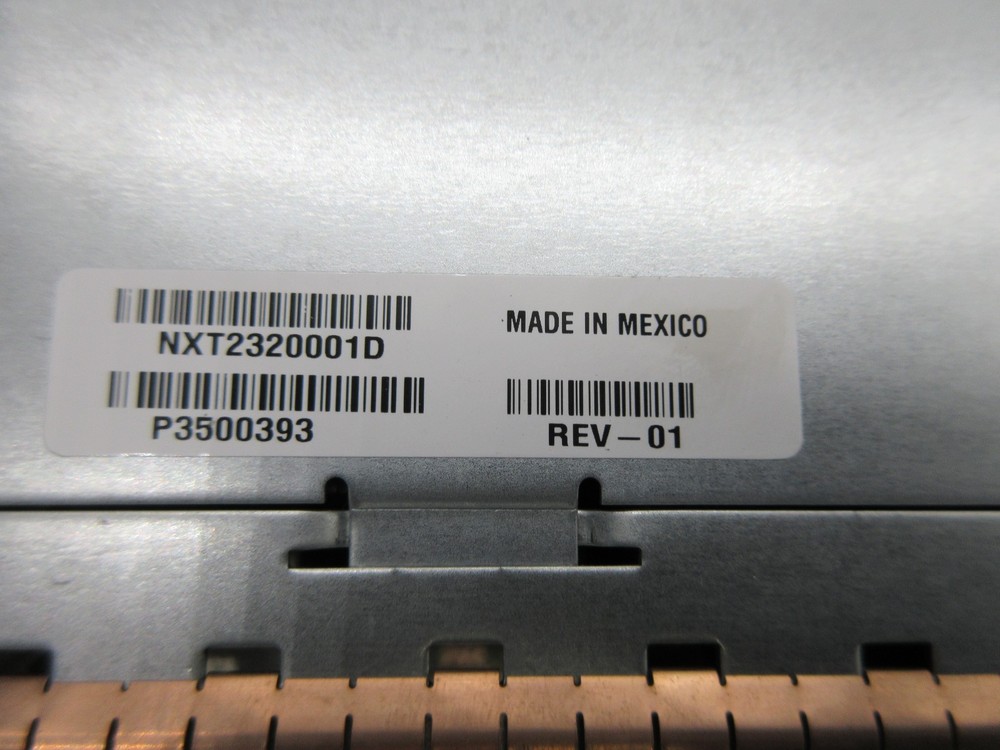 NXT2320001D
MADE IN MEXICO
P3500393
REV-01